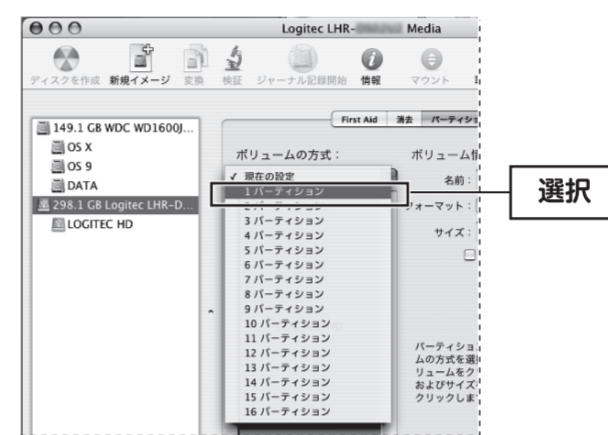 Logitec LHR- Media
ディスクを作成 新規イメージ 変換 検証 ジャーナル記録開始 情報 マウント
First Aid 消去 パーティシ
149.1 GB WDC WD1600J...
OS X
OS 9
DATA
298.1 GB Logitec LHR-D...
LOGITEC HD
ボリュームの方式：
ボリューム情
✓ 現在の設定
1 パーティション
3 パーティション
4 パーティション
5 パーティション
6 パーティション
7 パーティション
8 パーティション
9 パーティション
10 パーティション
11 パーティション
12 パーティション
13 パーティション
14 パーティション
15 パーティション
16 パーティション
名前：
フォーマット：
サイズ：
パーティショ
ムの方式を選
リュームをク
およびサイズ
クリックしま
選択